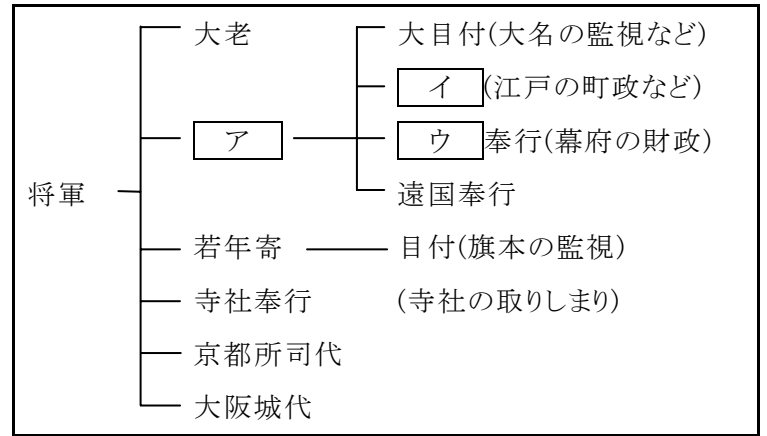 大老 大目付(大名の監視など)
イ (江戸の町政など)
ア ウ 奉行(幕府の財政)
将軍 遠国奉行
若年寄 目付(旗本の監視)
寺社奉行 (寺社の取りしまり)
京都所司代
大阪城代